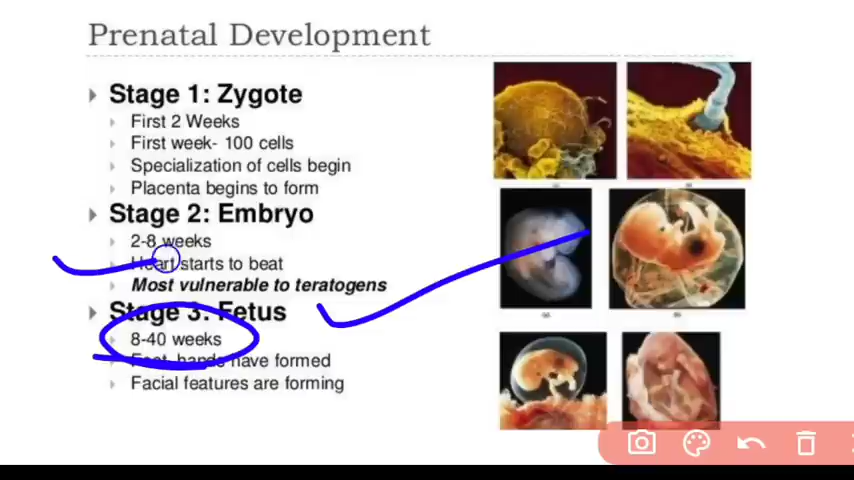 Prenatal Development
Stage 1: Zygote
First 2 Weeks
First week- 100 cells
Specialization of cells begin
Placenta begins to form
Stage 2: Embryo
2-8 weeks
Heart starts to beat
Most vulnerable to teratogens
Stage 3: Fetus
8-40 weeks
Feet, hands have formed
Facial features are forming